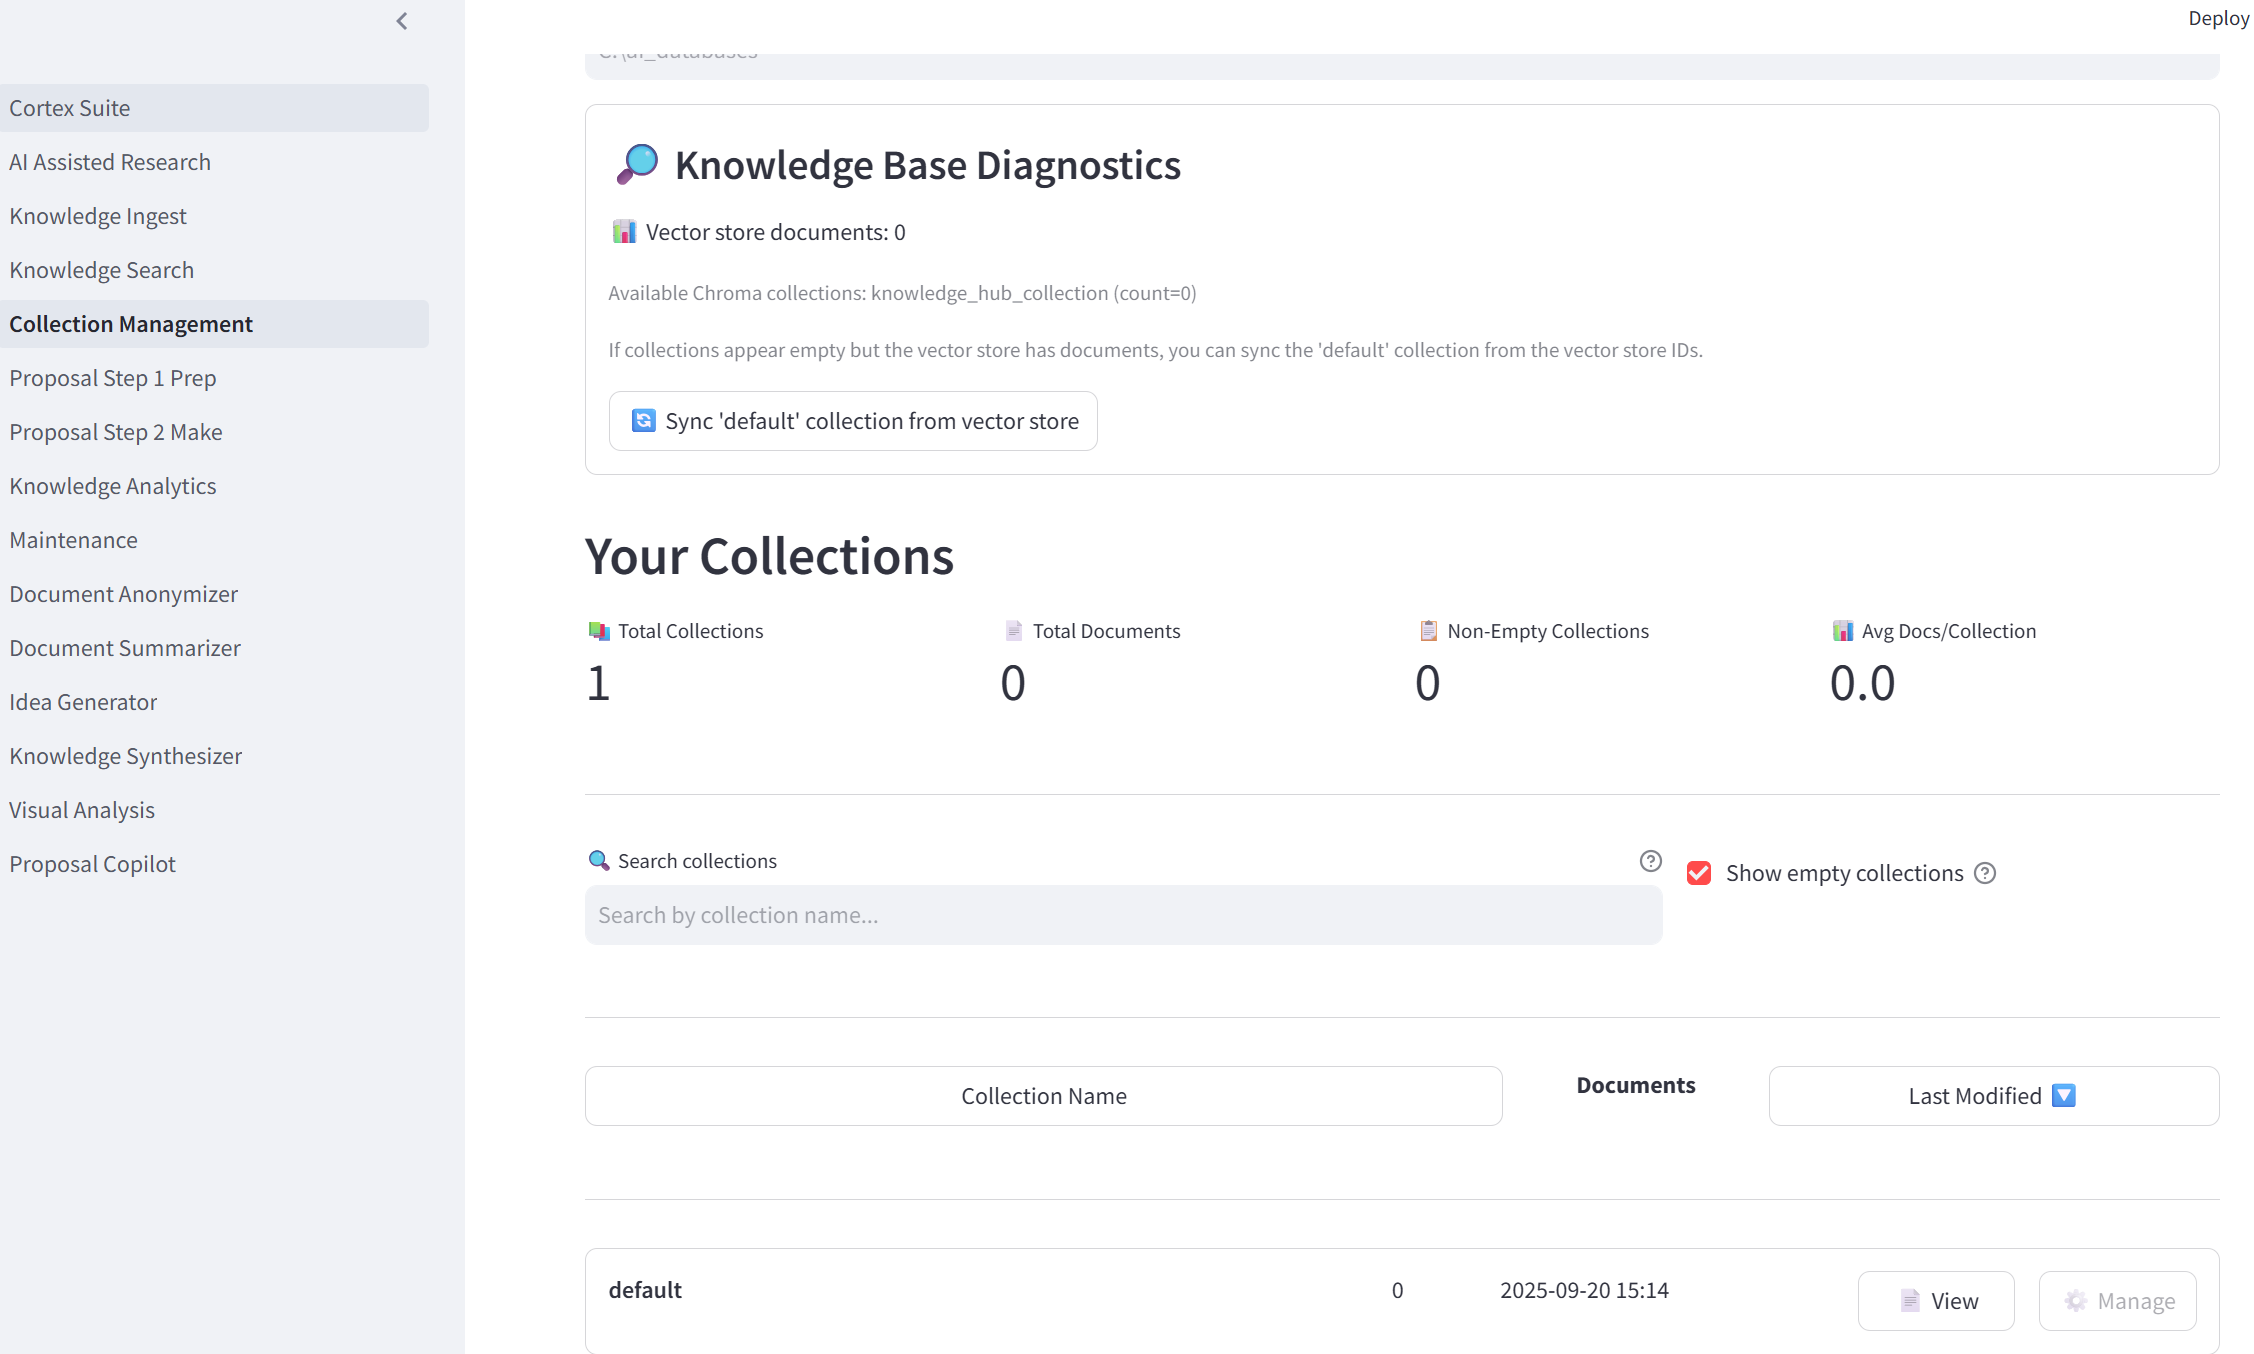 Deploy
C:\ai_databases
Cortex Suite
AI Assisted Research
Knowledge Ingest
Knowledge Search
Collection Management
Proposal Step 1 Prep
Proposal Step 2 Make
Knowledge Analytics
Maintenance
Document Anonymizer
Document Summarizer
Idea Generator
Knowledge Synthesizer
Visual Analysis
Proposal Copilot
Knowledge Base Diagnostics
Vector store documents: 0
Available Chroma collections: knowledge_hub_collection (count=0)
If collections appear empty but the vector store has documents, you can sync the 'default' collection from the vector store IDs.
Sync 'default' collection from vector store
Your Collections
Total Collections
1
Total Documents
0
Non-Empty Collections
0
Avg Docs/Collection
0.0
Search collections
Search by collection name...
Show empty collections
Collection Name
Documents
Last Modified
default
0
2025-09-20 15:14
View
Manage